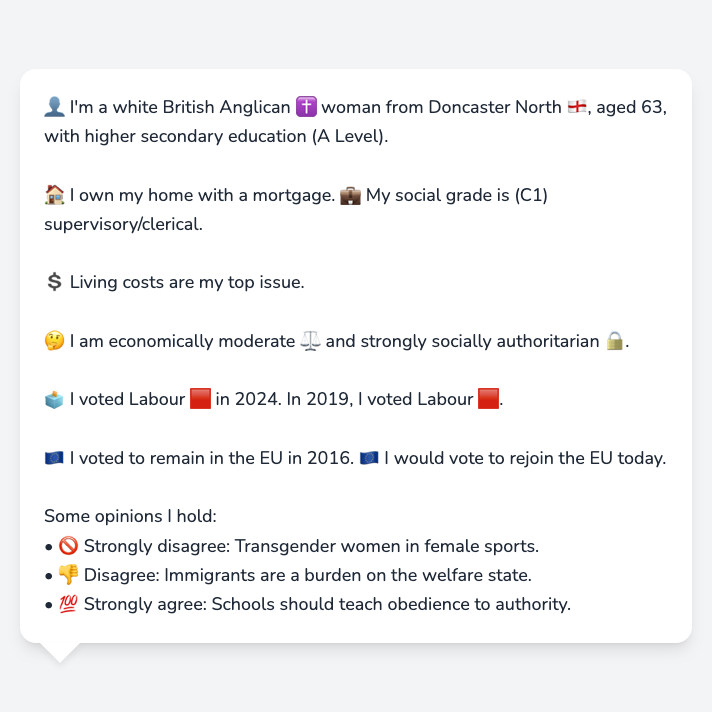 👤 I'm a white British Anglican ✝️ woman from Doncaster North 🏴󠁧󠁢󠁥󠁮󠁧󠁿, aged 63,
with higher secondary education (A Level).
🏠 I own my home with a mortgage. 💼 My social grade is (C1)
supervisory/clerical.
💲 Living costs are my top issue.
🤔 I am economically moderate ⚖️ and strongly socially authoritarian 🔒.
🗳️ I voted Labour 🟥 in 2024. In 2019, I voted Labour 🟥.
🇪🇺 I voted to remain in the EU in 2016. 🇪🇺 I would vote to rejoin the EU today.
Some opinions I hold:
• 🚫 Strongly disagree: Transgender women in female sports.
• 👎 Disagree: Immigrants are a burden on the welfare state.
• 💯 Strongly agree: Schools should teach obedience to authority.